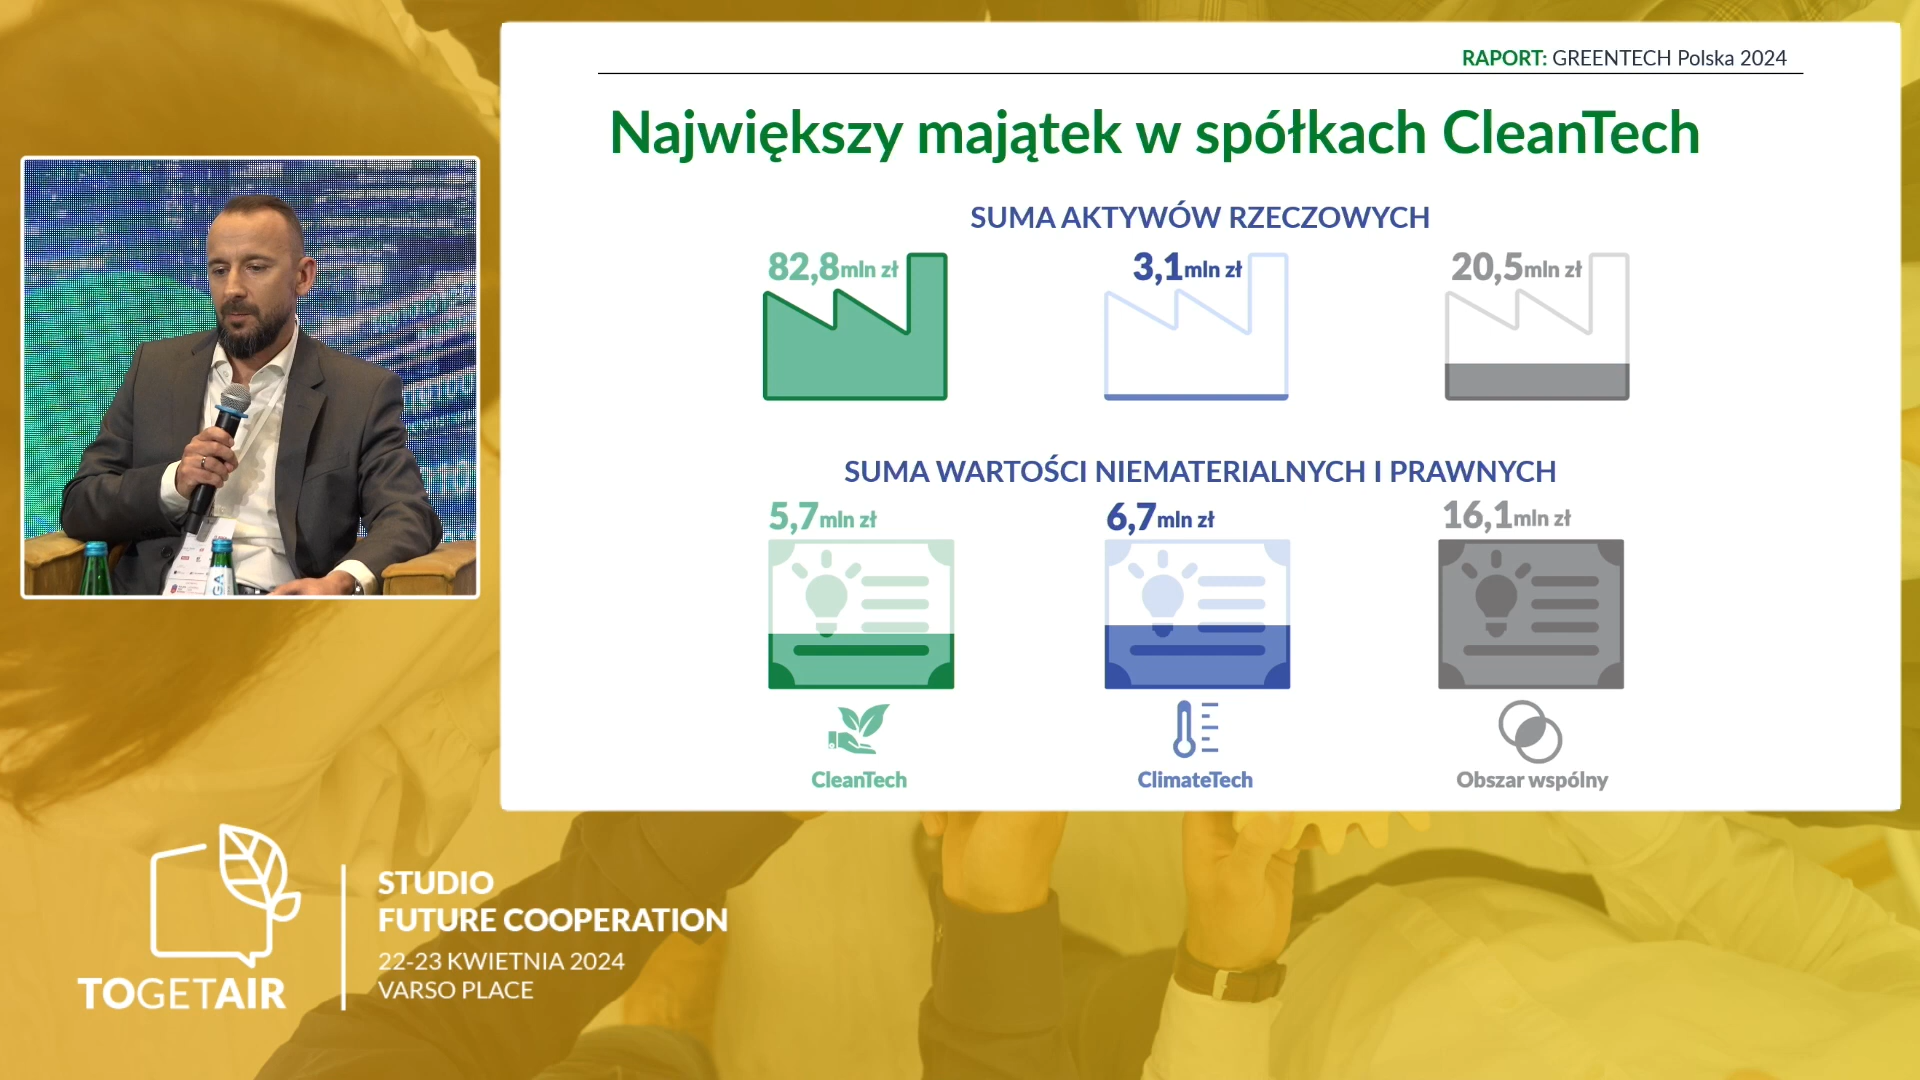 RAPORT: GREENTECH Polska 2024
Największy majątek w spółkach CleanTech
SUMA AKTYWÓW RZECZOWYCH
82,8mln zł
3,1mln zł
20,5mln zł
SUMA WARTOŚCI NIEMATERIALNYCH I PRAWNYCH
5,7mln zł
6,7mln zł
16,1mln zł
CleanTech
ClimateTech
Obszar wspólny
TOGETAIR
STUDIO
FUTURE COOPERATION
22-23 KWIETNIA 2024
VARSO PLACE